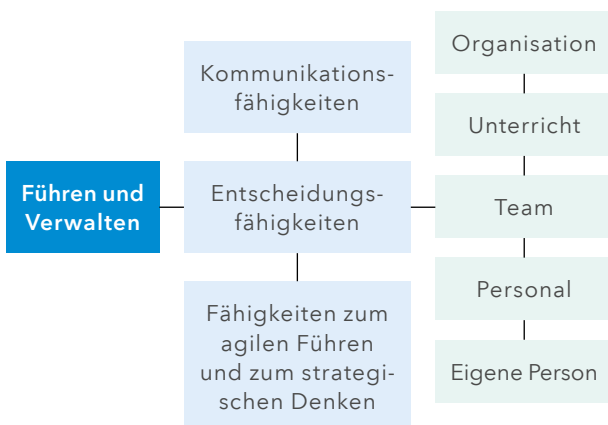 Führen und
Verwalten
Kommunikations-
fähigkeiten
Entscheidungs-
fähigkeiten
Fähigkeiten zum
agilen Führen
und zum strategi-
schen Denken
Organisation
Unterricht
Team
Personal
Eigene Person